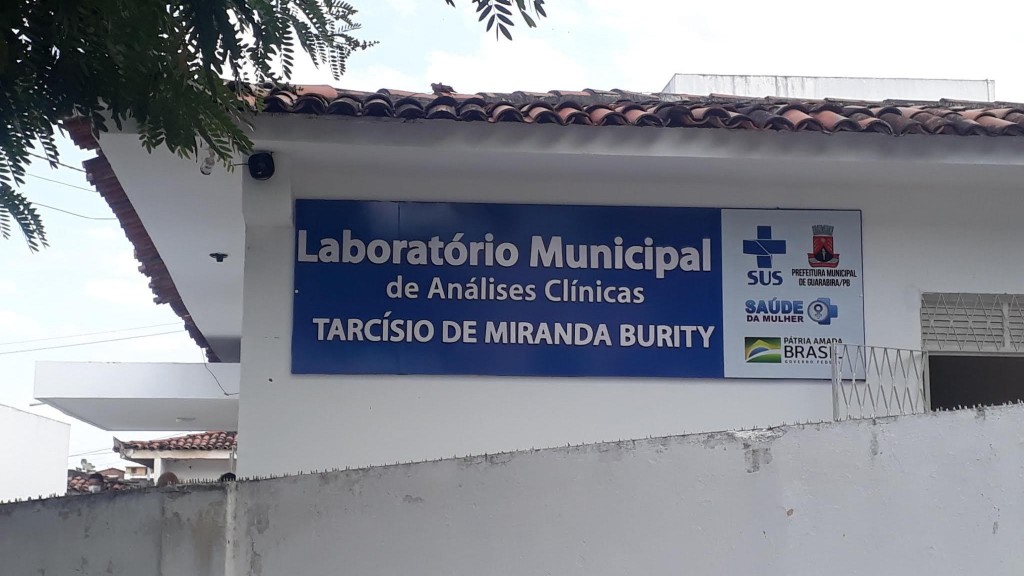 Laboratório Municipal
de Análises Clínicas
TARCÍSIO DE MIRANDA BURITY
SUS
PREFEITURA MUNICIPAL
DE GUARABIRA/PB
SAÚDE
DA MULHER
PÁTRIA AMADA
BRASIL
GOVERNO